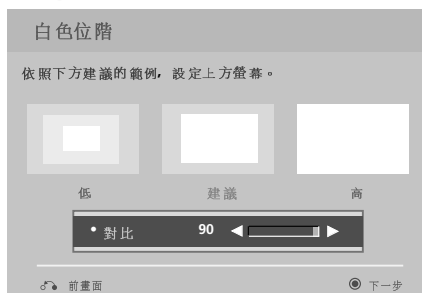 白色位階
依照下方建議的範例，設定上方螢幕。
低 建議 高
• 對比 90
前畫面 下一步